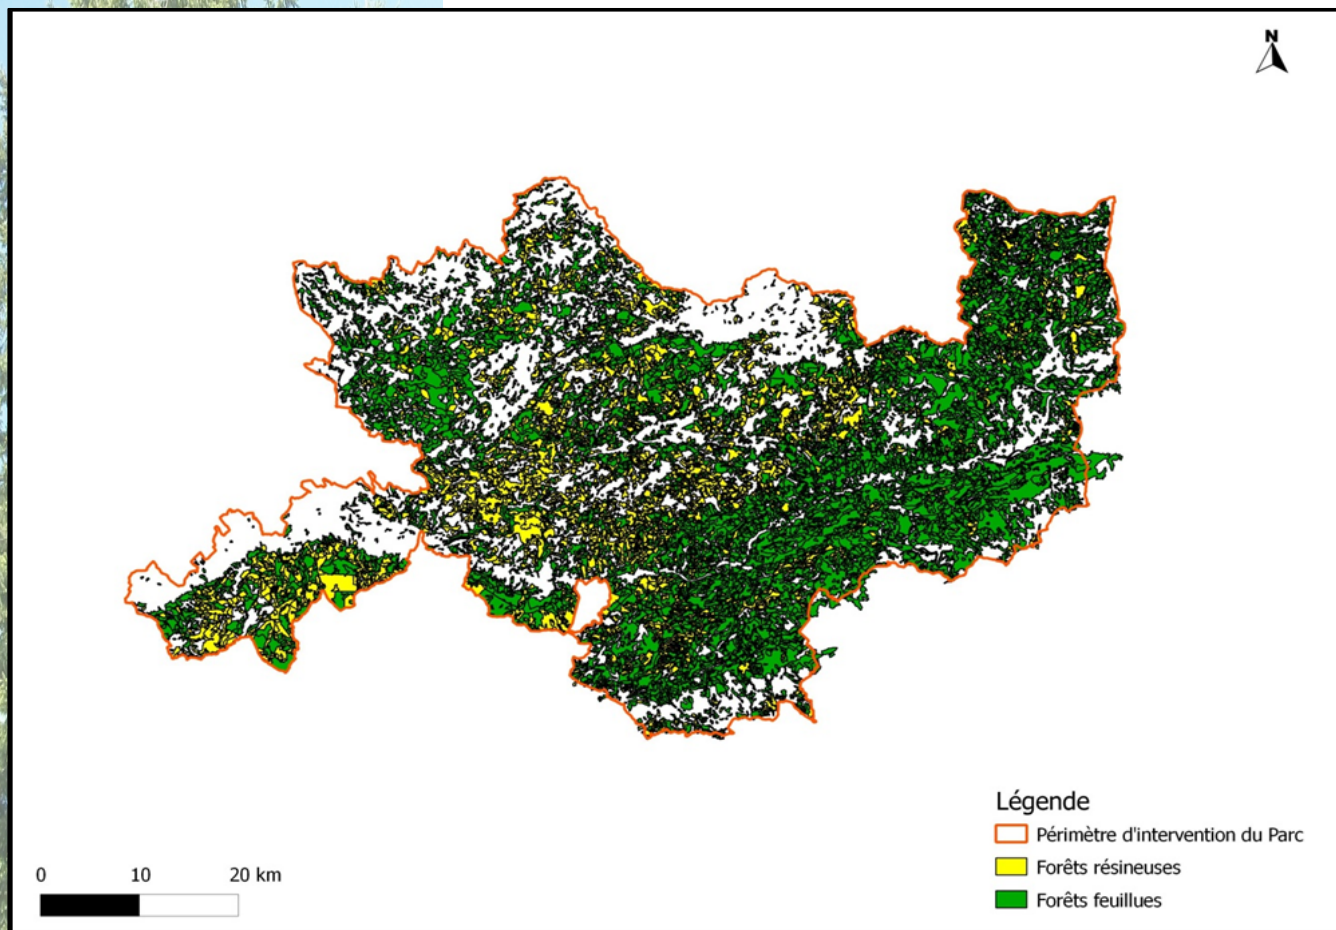 N
Légende
Périmètre d'intervention du Parc
Forêts résineuses
Forêts feuillues
0 10 20 km